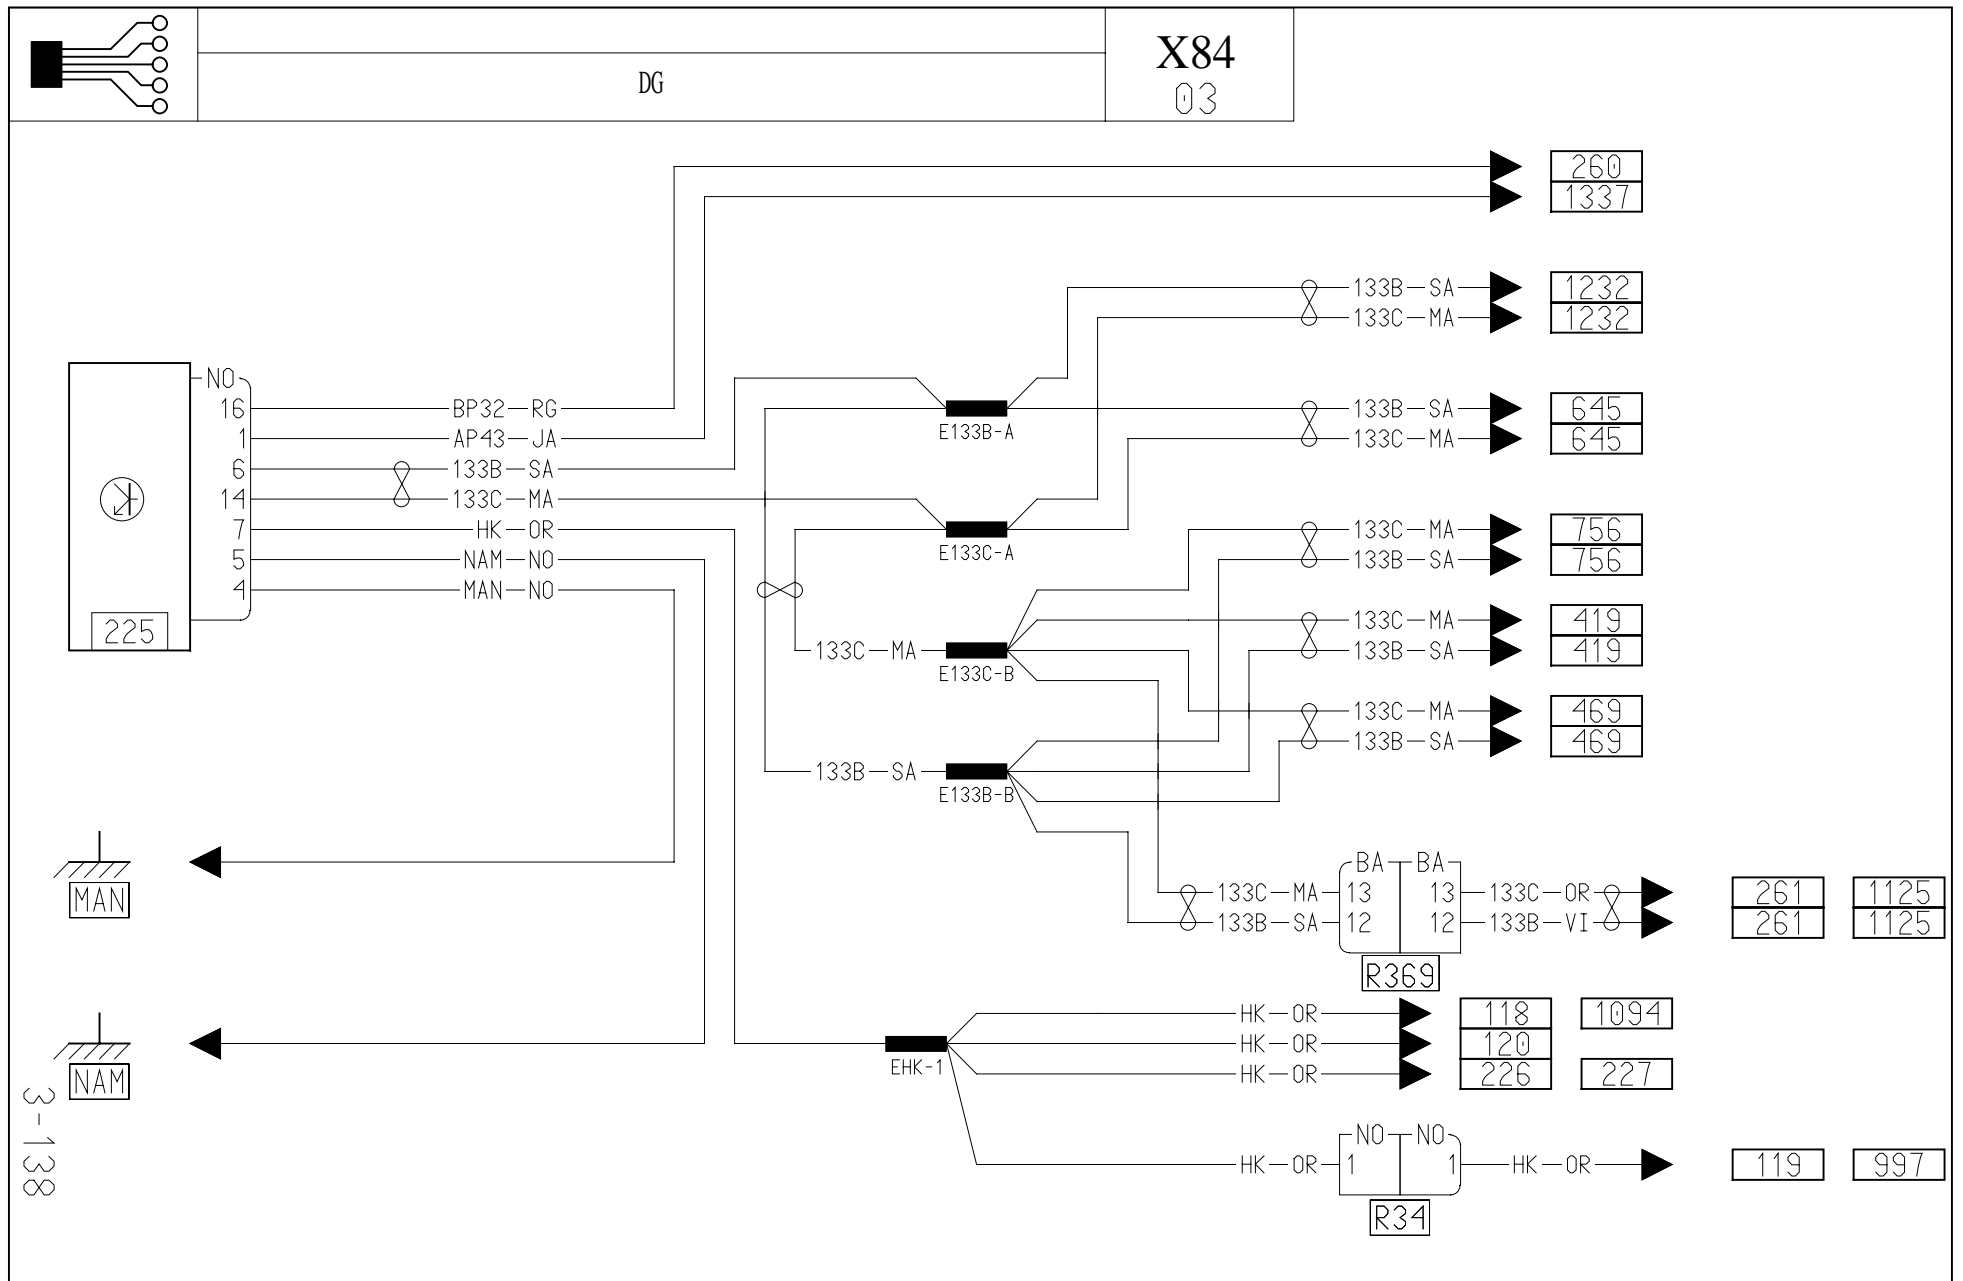 X84
DG
03
260
1337
133B SA 1232
133C MA 1232
NO
16 BP32 RG
133B SA 645
E133B-A
1 AP43 JA
133C MA 645
6 133B SA
14 133C MA
7 HK OR
133C MA 756
E133C-A
5 NAM NO
133B SA 756
4 MAN NO
225
133C MA 419
133C MA
133B SA 419
E133C-B
133C MA 469
133B SA 469
133B SA
E133B-B
BA BA
133C MA 13 13 133C OR 261 1125
133B SA 12 12 133B VI 261 1125
MAN
R369
HK OR 118 1094
HK OR 120
EHK-1
HK OR 226 227
NAM
NO NO
HK OR 1 1 HK OR 119 997
R34
3-138